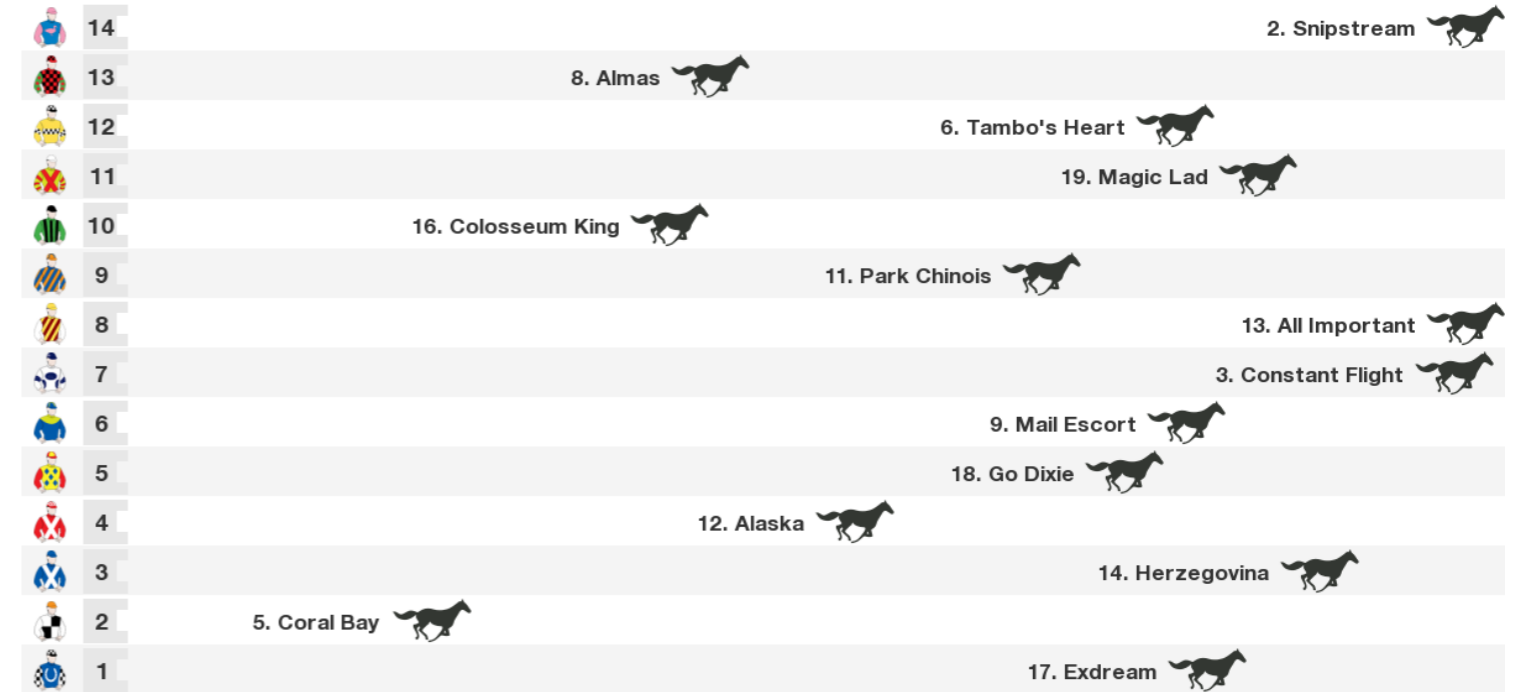 14 2. Snipstream
13 8. Almas
12 6. Tambo's Heart
11 19. Magic Lad
10 16. Colosseum King
9 11. Park Chinois
8 13. All Important
7 3. Constant Flight
6 9. Mail Escort
5 18. Go Dixie
4 12. Alaska
3 14. Herzegovina
2 5. Coral Bay
1 17. Exdream